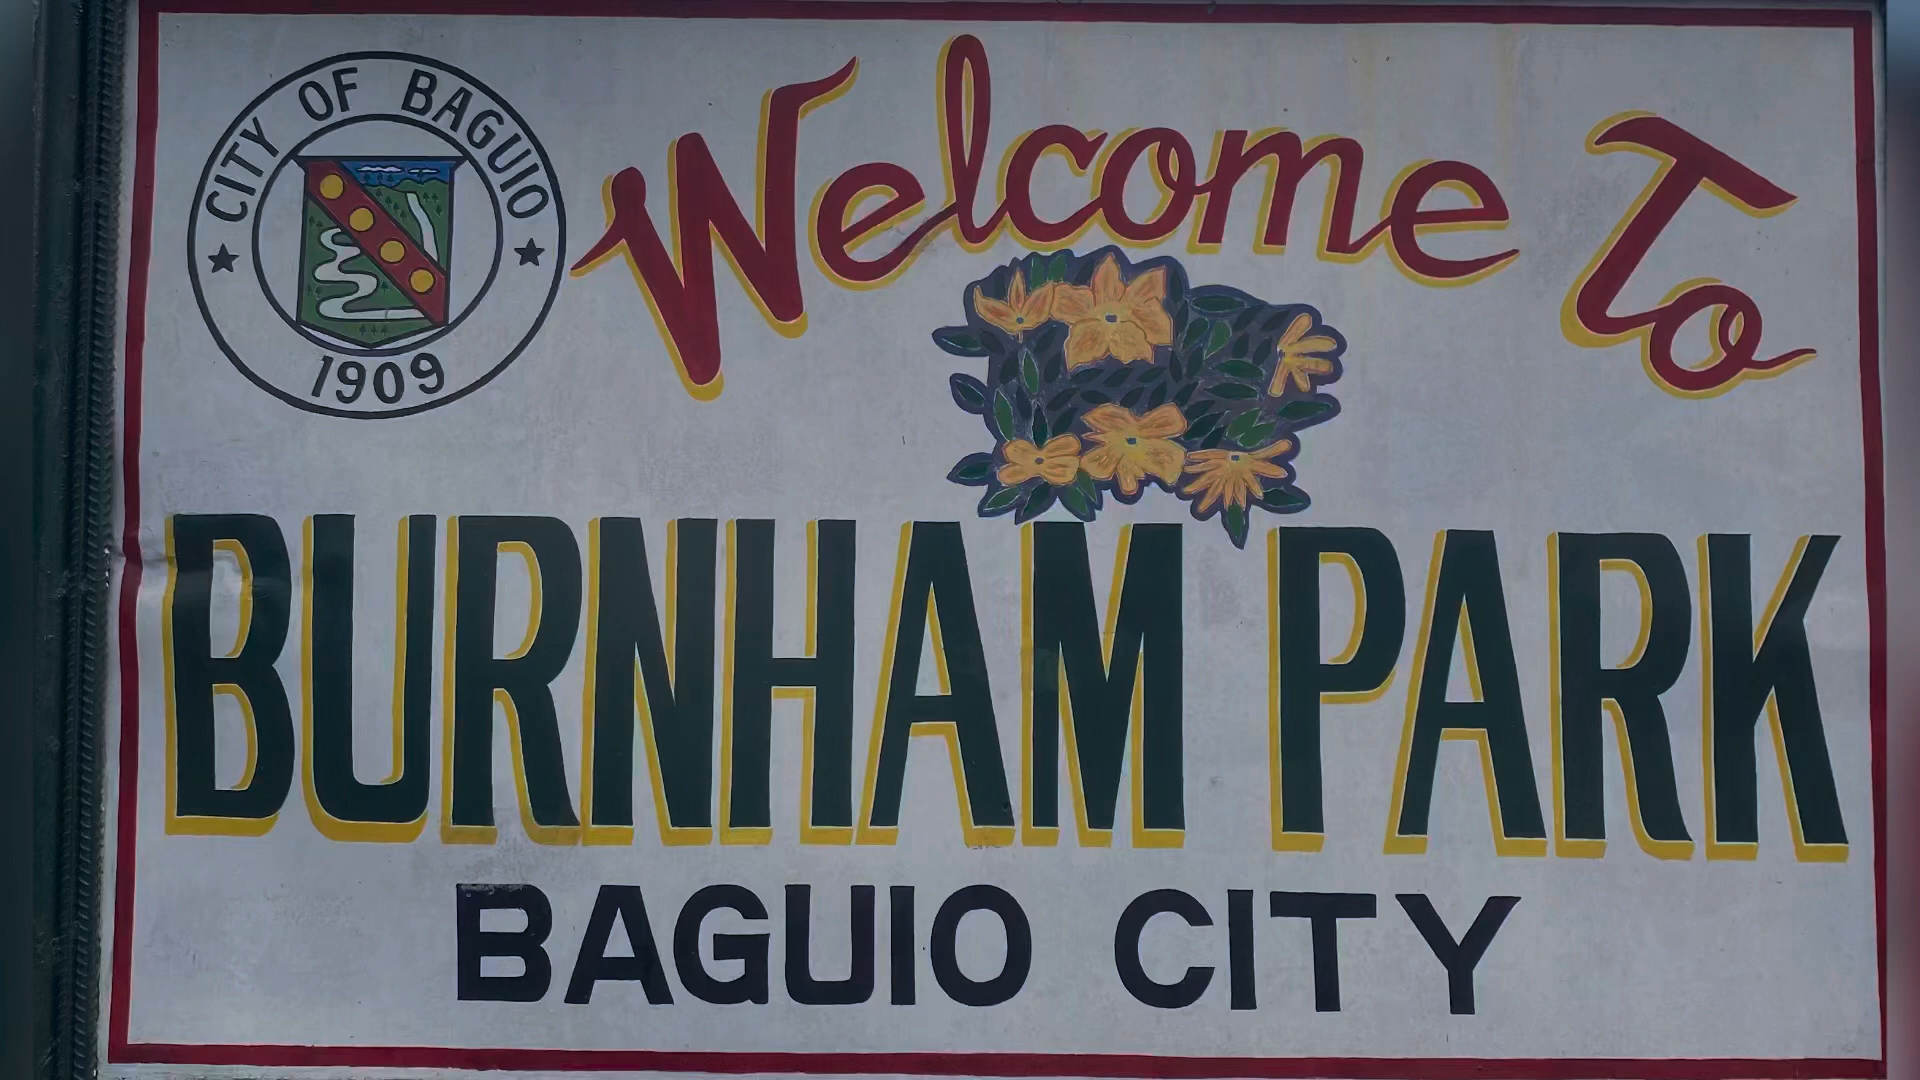 CITY OF BAGUIO
1909
Welcome To
BURNHAM PARK
BAGUIO CITY